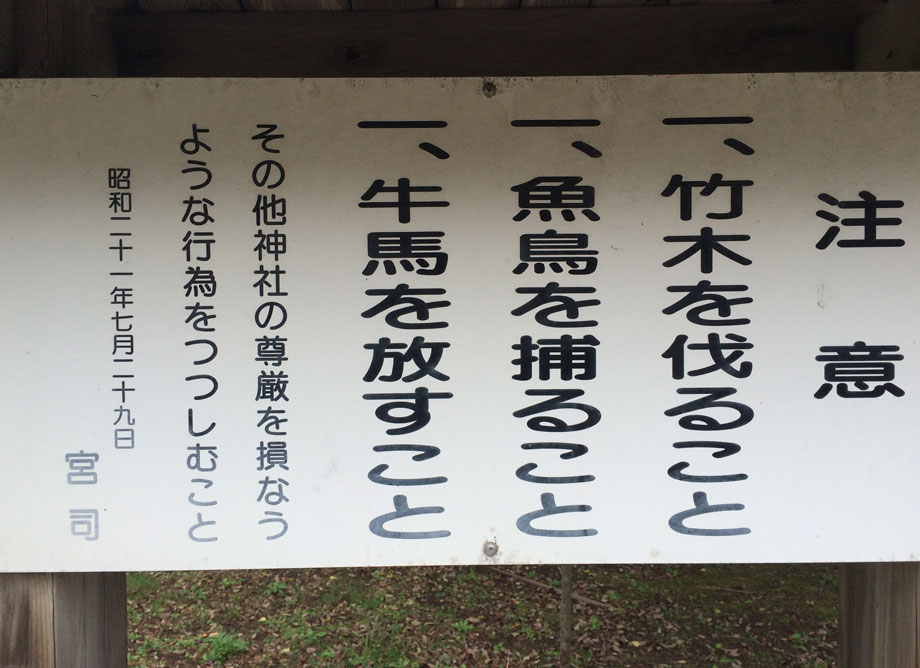 注意
一、竹木を伐ること
一、魚鳥を捕ること
一、牛馬を放すこと
その他神社の尊厳を損なう
ような行為をつつしむこと
昭和二十一年七月二十九日
宮司